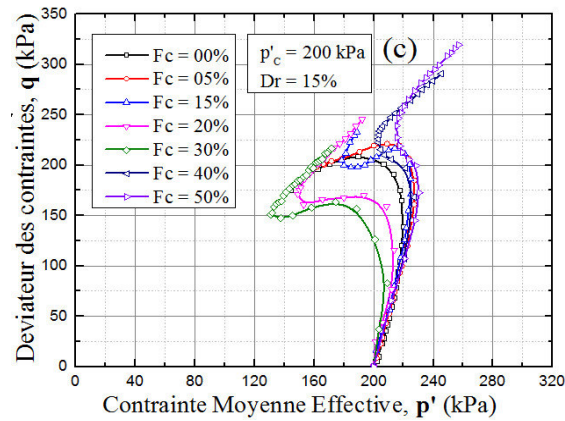 Fc = 00%
Fc = 05%
Fc = 15%
Fc = 20%
Fc = 30%
Fc = 40%
Fc = 50%
p'c = 200 kPa
Dr = 15%
(c)
Deviateur des contraintes, q (kPa)
350
300
250
200
150
100
50
0
0 40 80 120 160 200 240 280 320
Contrainte Moyenne Effective, p' (kPa)